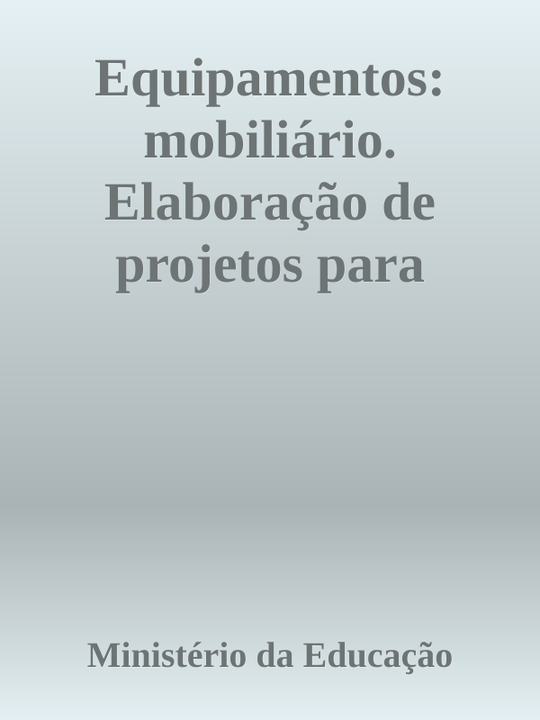 Equipamentos:
mobiliário.
Elaboração de
projetos para
Ministério da Educação